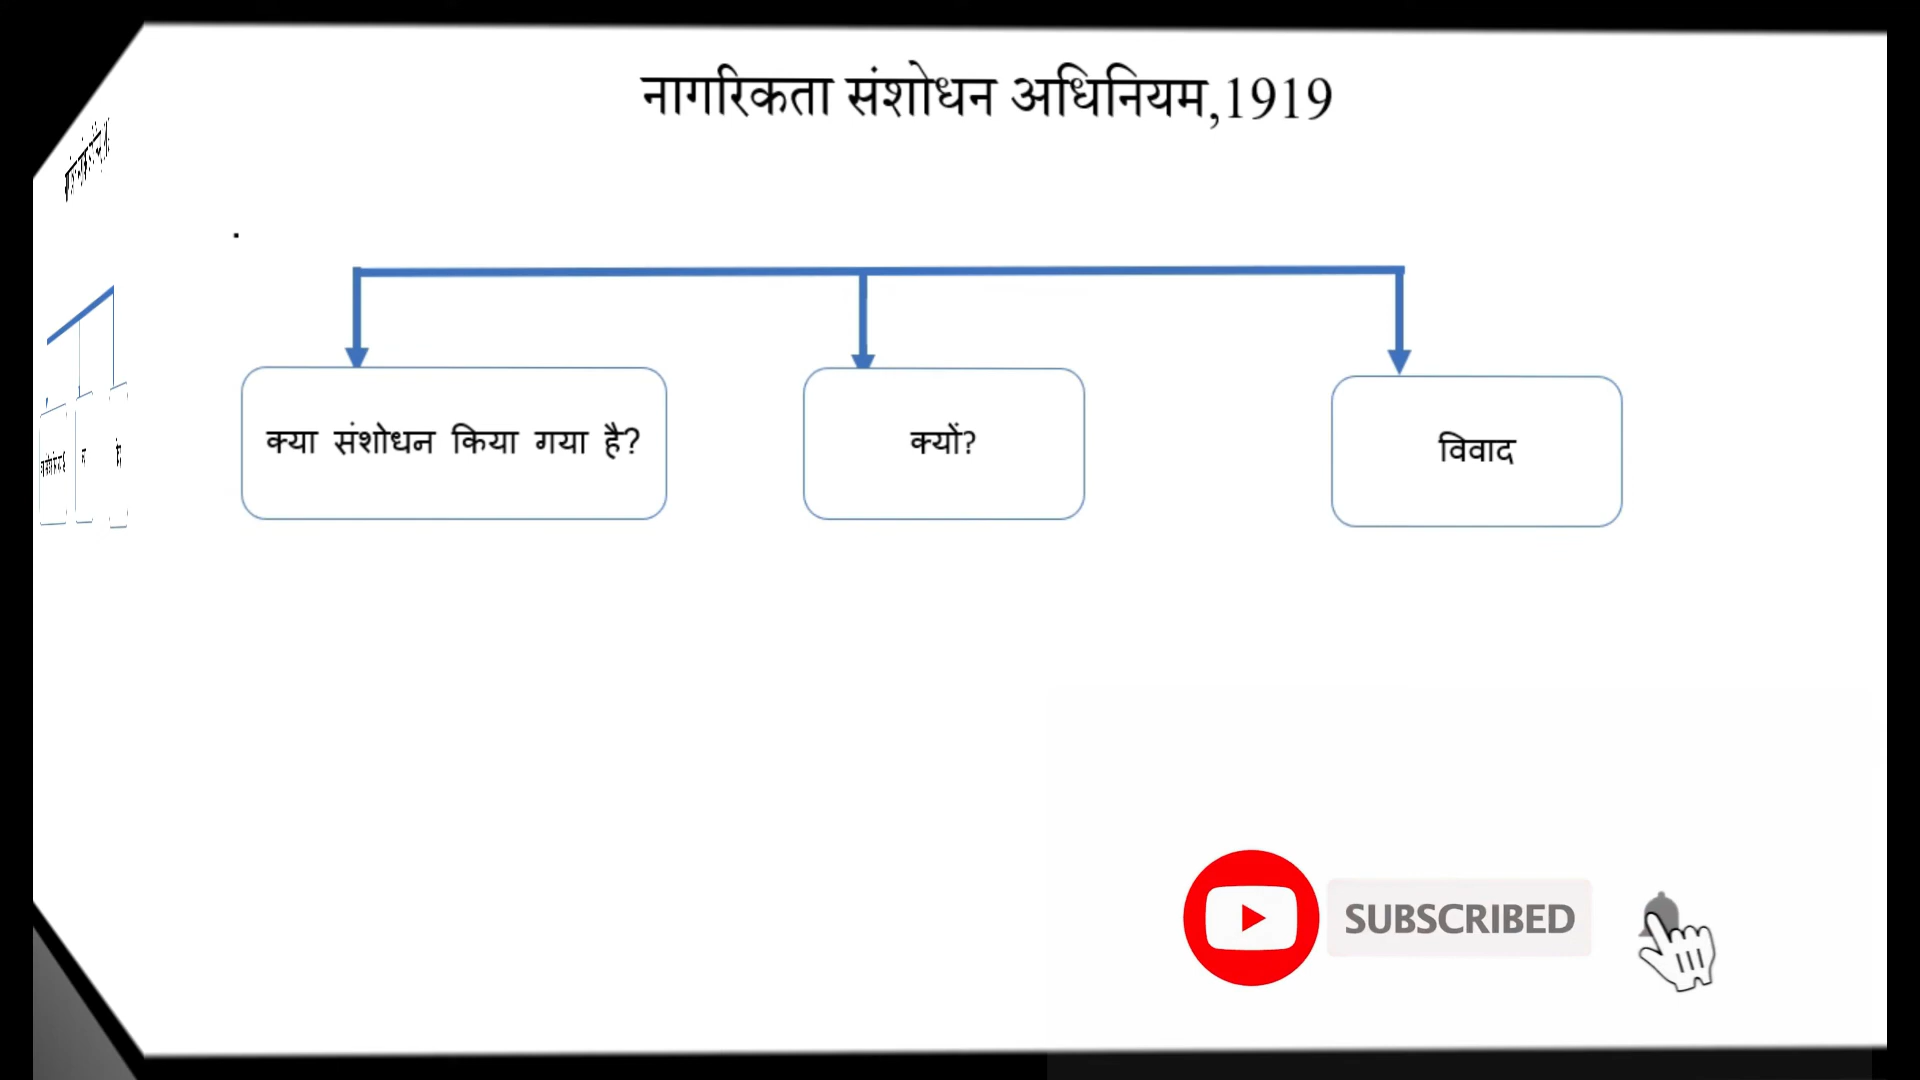 नागरिकता संशोधन अधिनियम,1919
क्या संशोधन किया गया है?
क्यों?
विवाद
SUBSCRIBED